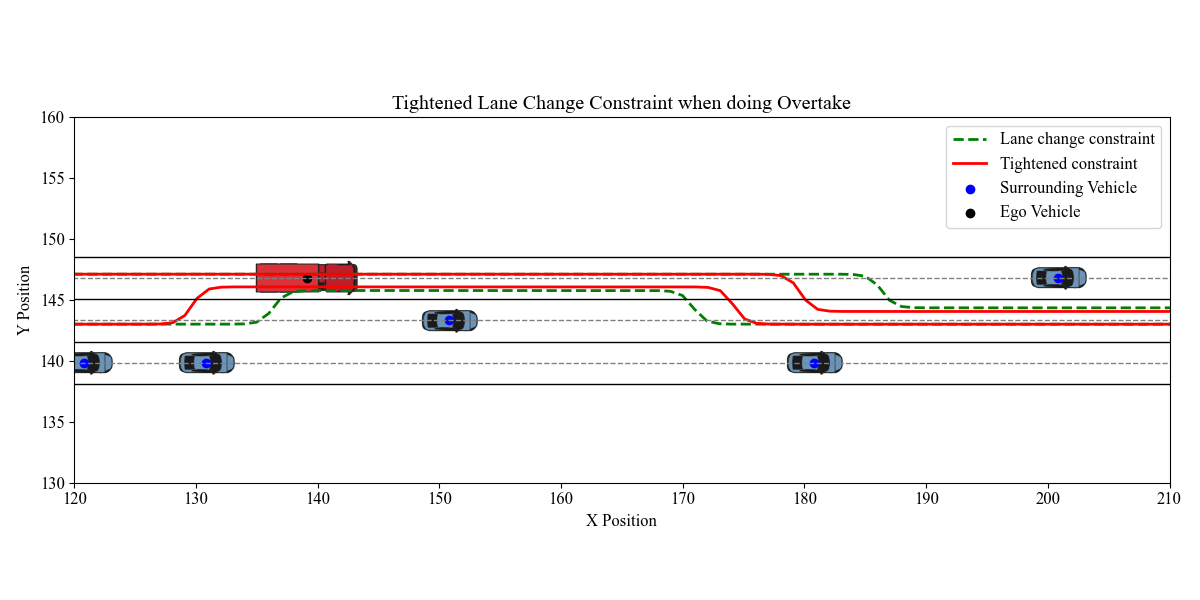 Tightened Lane Change Constraint when doing Overtake
160
155
150
145
140
135
130
Y Position
Lane change constraint
Tightened constraint
Surrounding Vehicle
Ego Vehicle
120 130 140 150 160 170 180 190 200 210
X Position